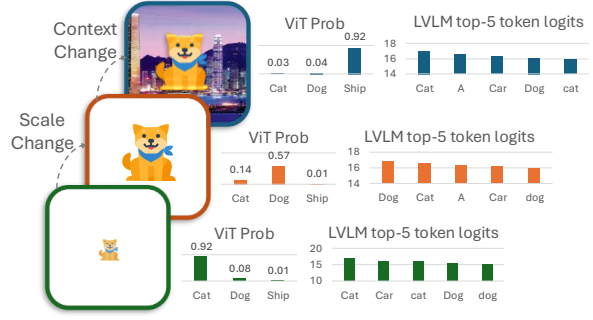 Context
Change
ViT Prob
0.03 0.04 0.92
Cat Dog Ship
LVLM top-5 token logits
18
16
14
Cat A Car Dog cat
Scale
Change
ViT Prob
0.14 0.57 0.01
Cat Dog Ship
LVLM top-5 token logits
18
16
14
Dog Cat A Car dog
ViT Prob
0.92 0.08 0.01
Cat Dog Ship
LVLM top-5 token logits
20
15
10
Cat Car cat Dog dog